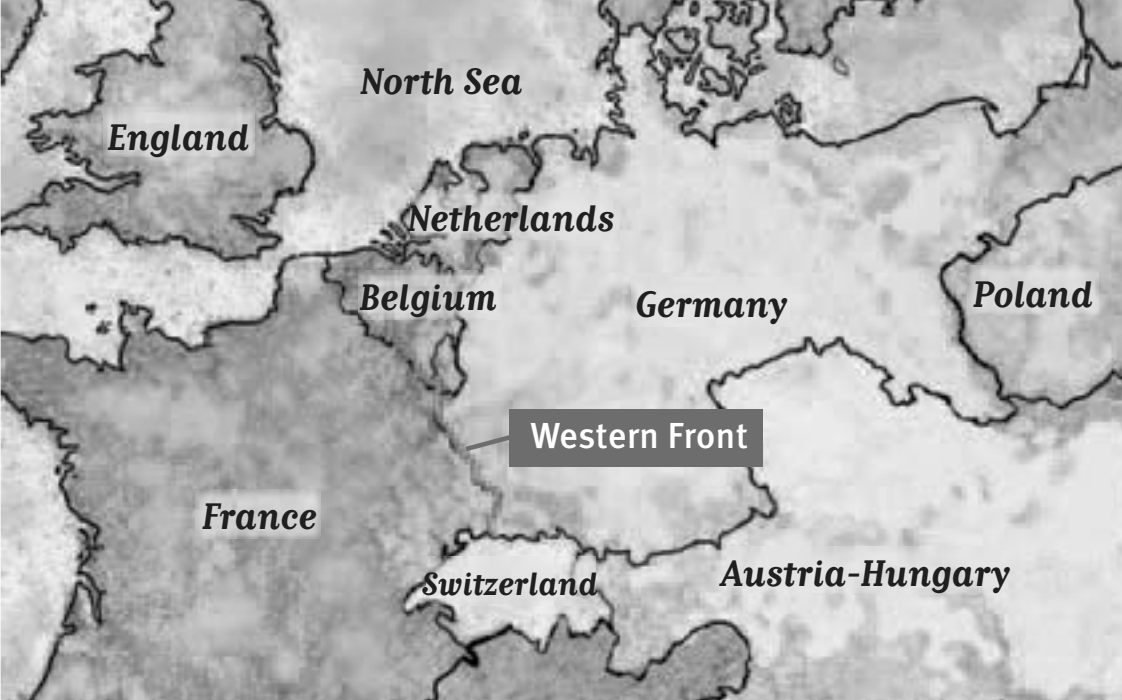 North Sea
England
Netherlands
Belgium
Germany
Poland
Western Front
France
Switzerland
Austria-Hungary